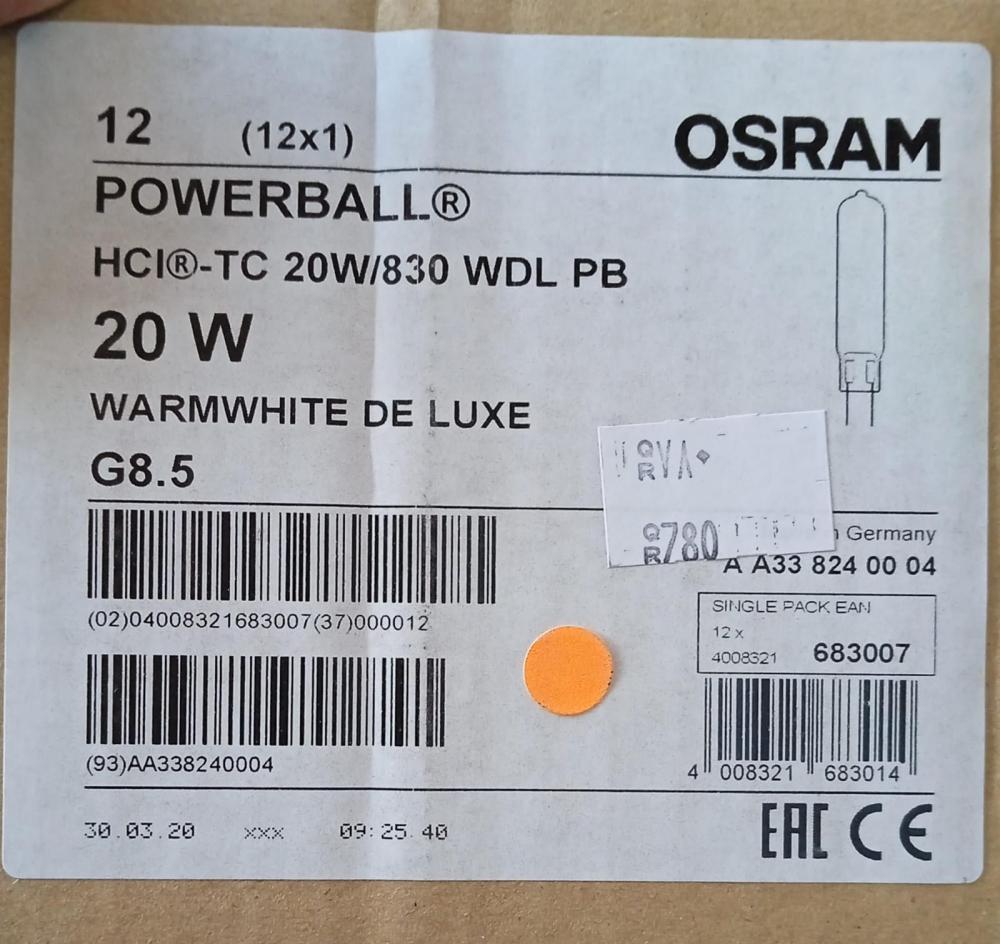 12 (12x1)
OSRAM
POWERBALL®
HCI®-TC 20W/830 WDL PB
20 W
WARMWHITE DE LUXE
G8.5
(02)04008321683007(37)000012
(93)AA338240004
780
Germany
A A33 824 00 04
SINGLE PACK EAN
12 x
4008321 683007
4 008321 683014
30.03.20 xxx 09:25.40
EAC CE